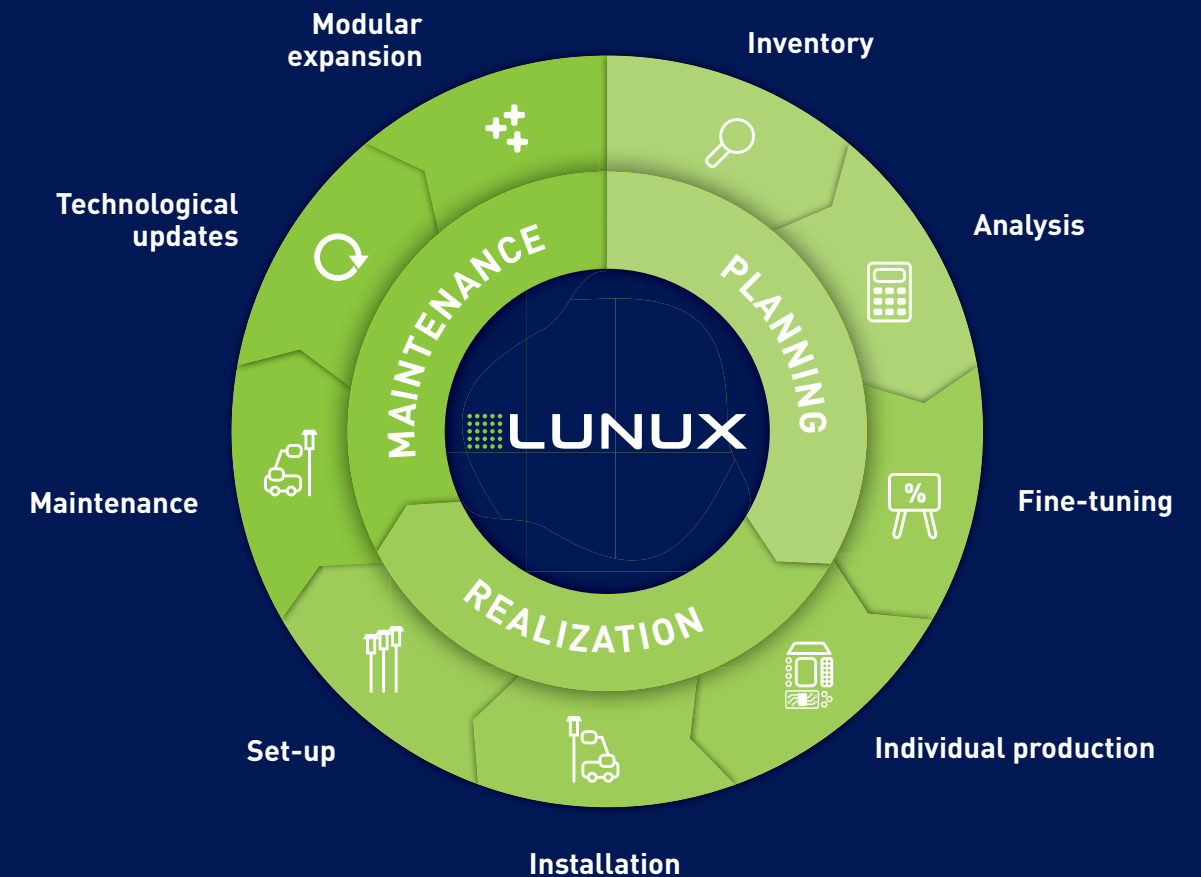 Modular
expansion
Inventory
Technological
updates
Analysis
MAINTENANCE
PLANNING
LUNUX
Maintenance
%
Fine-tuning
REALIZATION
Set-up
Individual production
Installation